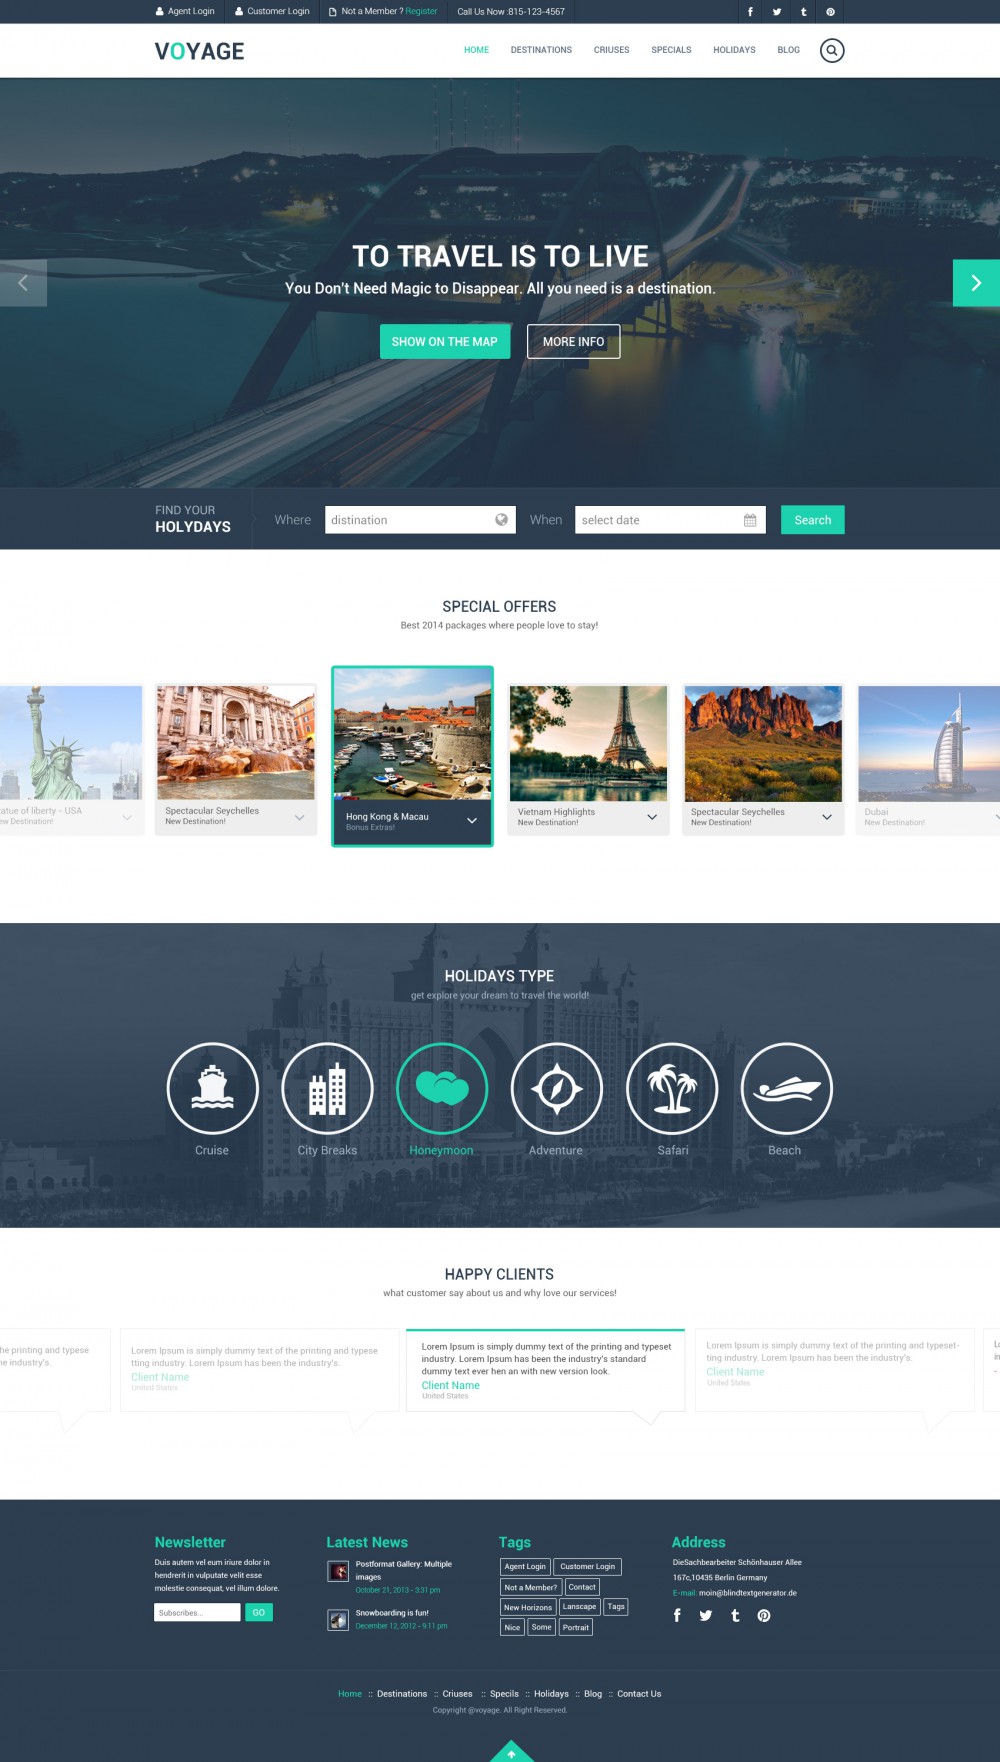 Agent Login
Customer Login
Not a Member ? Register
Call Us Now :815-123-4567
VOYAGE
HOME
DESTINATIONS
CRIUSES
SPECIALS
HOLIDAYS
BLOG
TO TRAVEL IS TO LIVE
You Don't Need Magic to Disappear. All you need is a destination.
SHOW ON THE MAP
MORE INFO
FIND YOUR
HOLYDAYS
Where
distination
When
select date
Search
SPECIAL OFFERS
Best 2014 packages where people love to stay!
atue of liberty - USA
ew Destination!
Spectacular Seychelles
New Destination!
Hong Kong & Macau
Bonus Extras!
Vietnam Highlights
New Destination!
Spectacular Seychelles
New Destination!
Dubai
New Destination!
HOLIDAYS TYPE
get explore your dream to travel the world!
Cruise
City Breaks
Honeymoon
Adventure
Safari
Beach
HAPPY CLIENTS
what customer say about us and why love our services!
he printing and typese
he industry's.
Lorem Ipsum is simply dummy text of the printing and typese
tting industry. Lorem Ipsum has been the industry's.
Client Name
United States
Lorem Ipsum is simply dummy text of the printing and typeset
industry. Lorem Ipsum has been the industry's standard
dummy text ever hen an with new version look.
Client Name
United States
Lorem Ipsum is simply dummy text of the printing and typeset-
ting industry. Lorem Ipsum has been the industry's.
Client Name
United States
Newsletter
Duis autem vel eum iriure dolor in
hendrerit in vulputate velit esse
molestie consequat, vel illum dolore.
Subscribes...
GO
Latest News
Postformat Gallery: Multiple
images
October 21, 2013 - 3:31 pm
Snowboarding is fun!
December 12, 2012 - 9:11 pm
Tags
Agent Login
Customer Login
Not a Member?
Contact
New Horizons
Lanscape
Tags
Nice
Some
Portrait
Address
DieSachbearbeiter Schönhauser Allee
167c,10435 Berlin Germany
E-mail: moin@blindtextgenerator.de
Home :: Destinations :: Criuses :: Specils :: Holidays :: Blog :: Contact Us
Copyright @voyage. All Right Reserved.